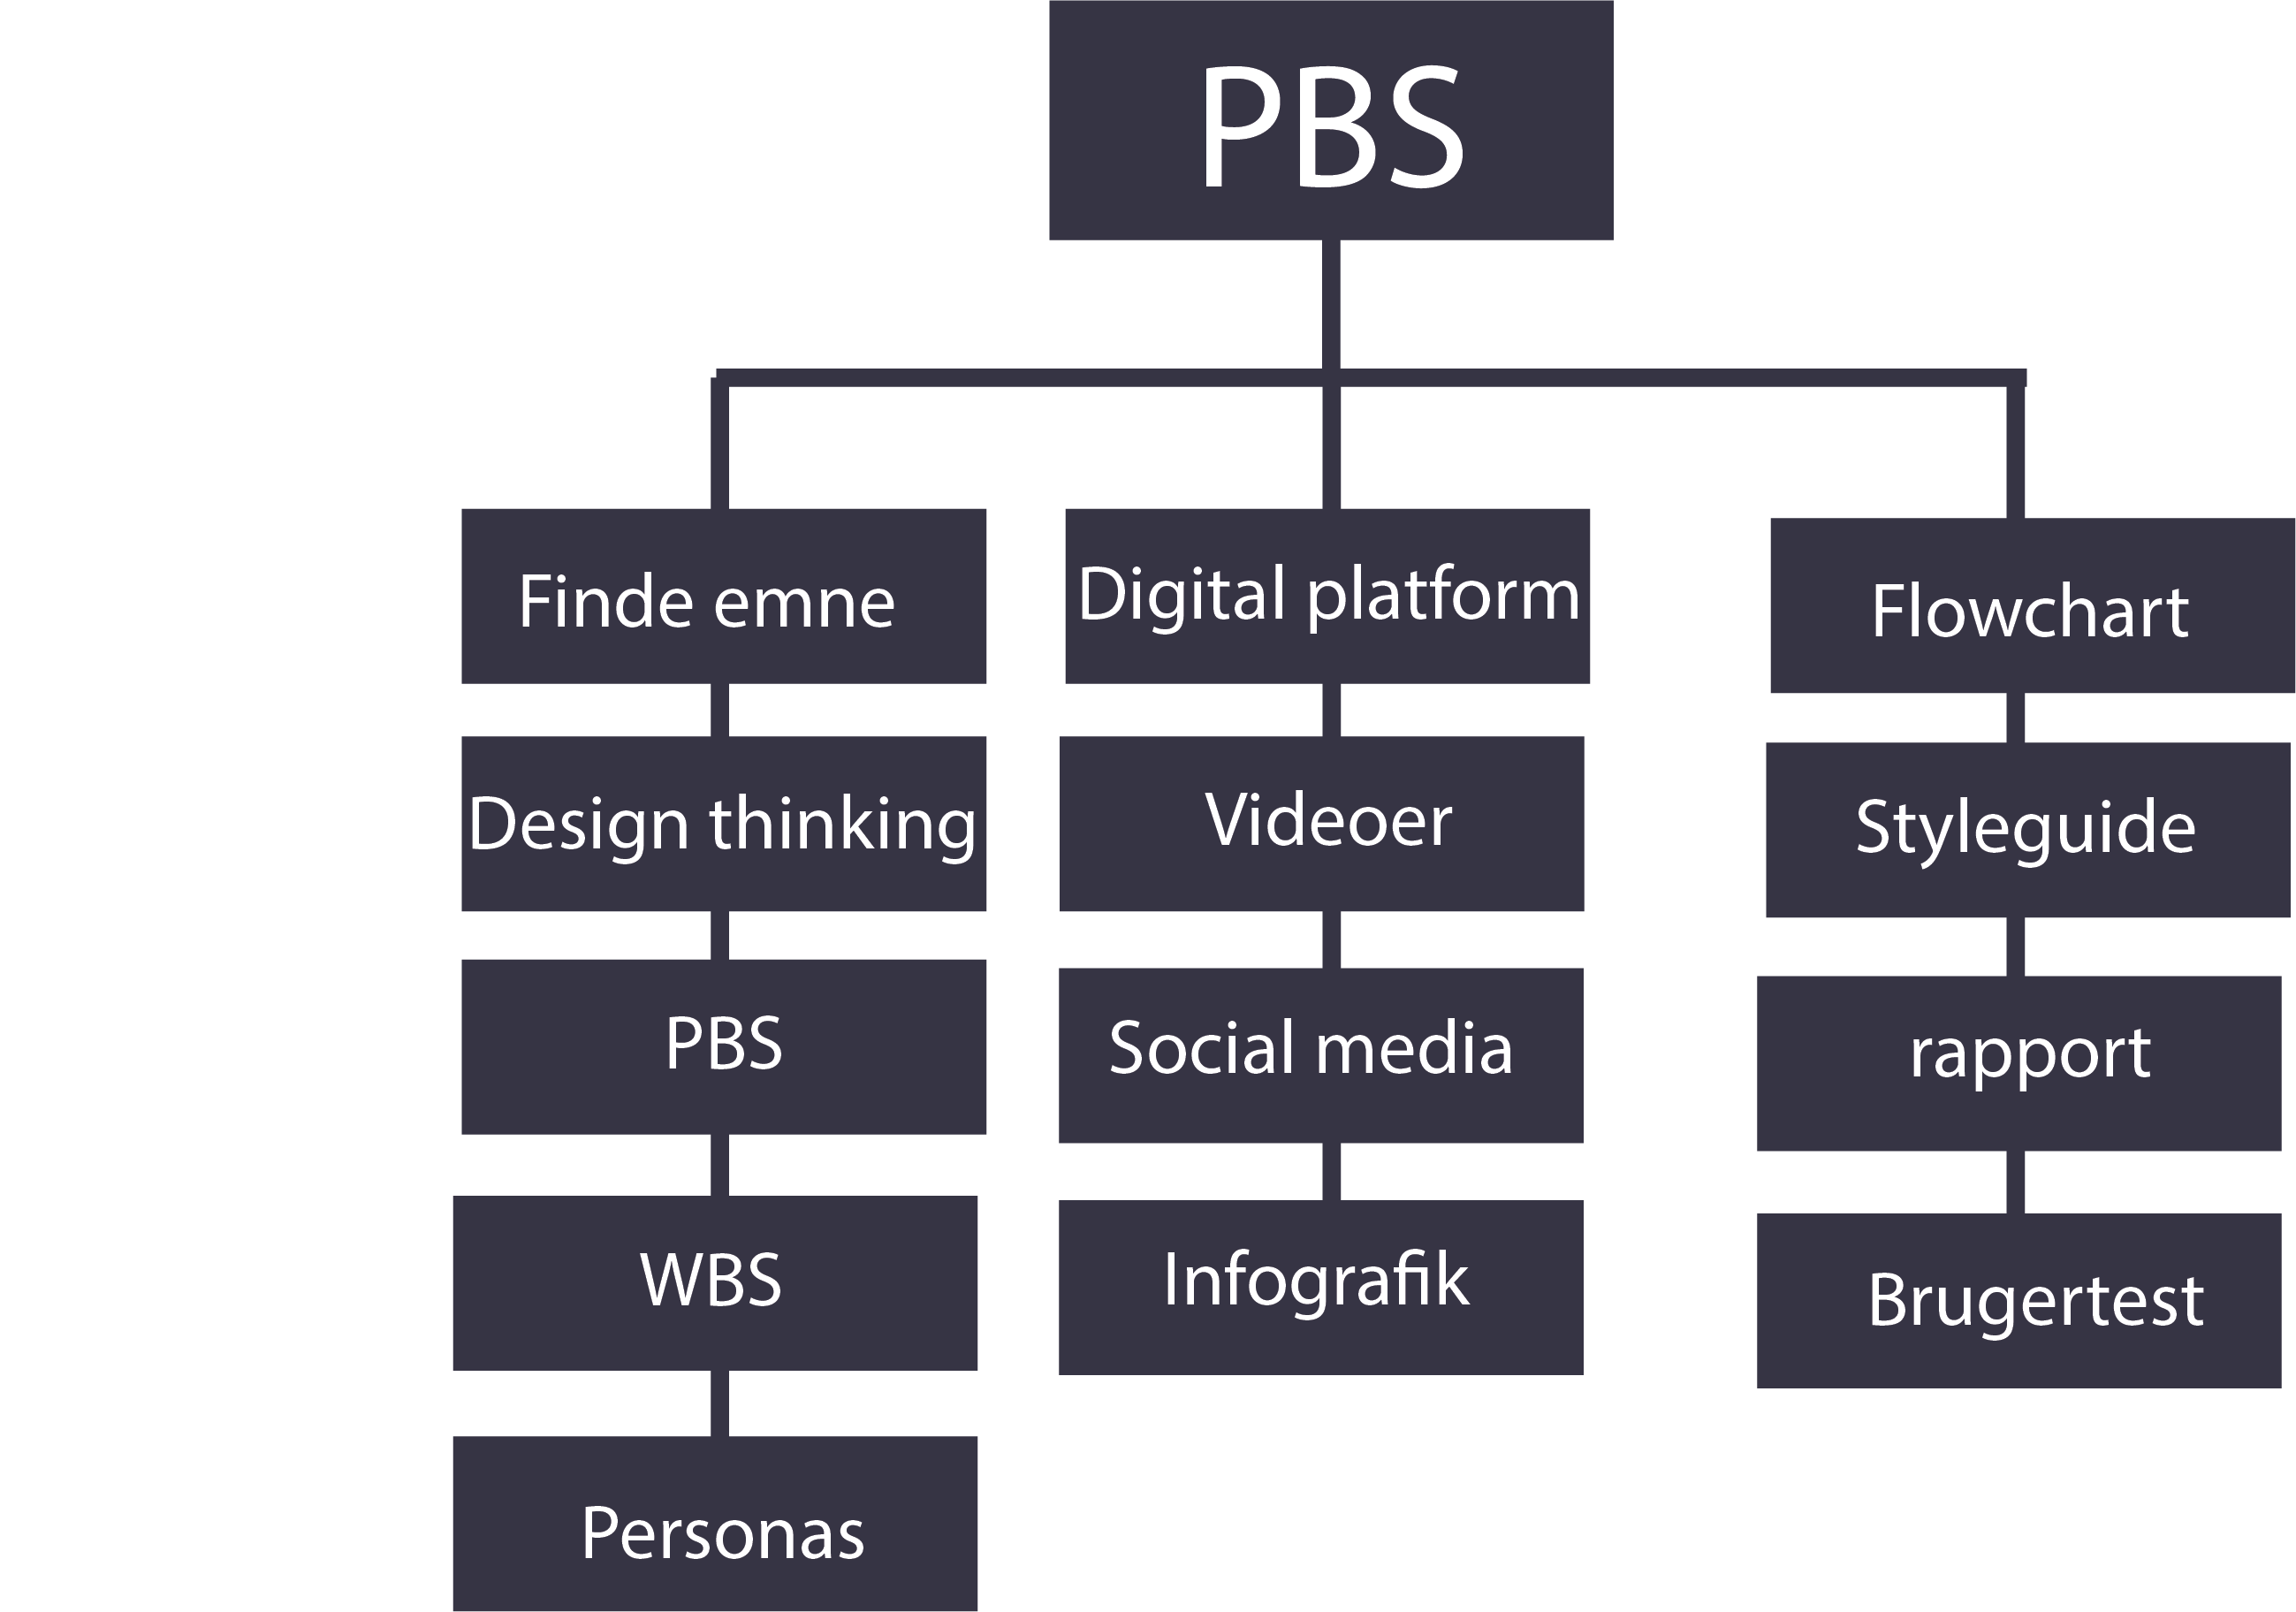 PBS
Finde emne
Design thinking
PBS
WBS
Personas
Digital platform
Videoer
Social media
Infografik
Flowchart
Styleguide
rapport
Brugertest